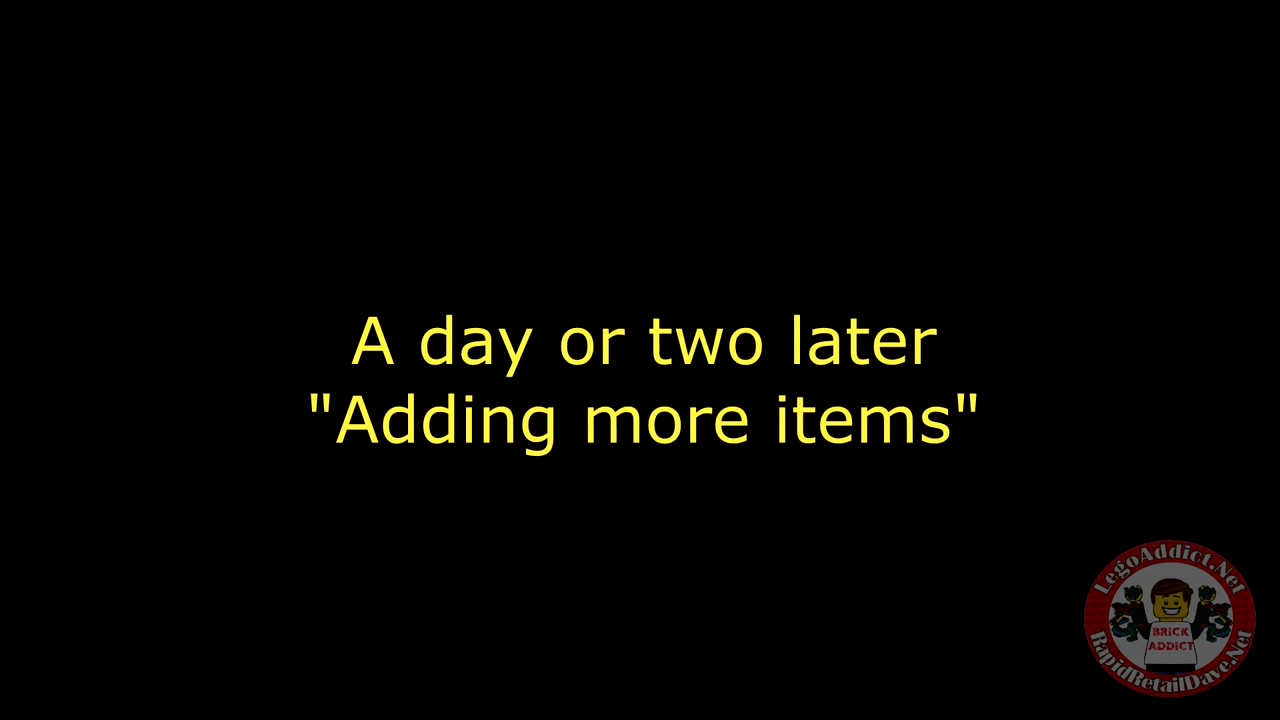 A day or two later
"Adding more items"
LegoAddict.Net
BRICK
ADDICT
RapidRetailDave.Net